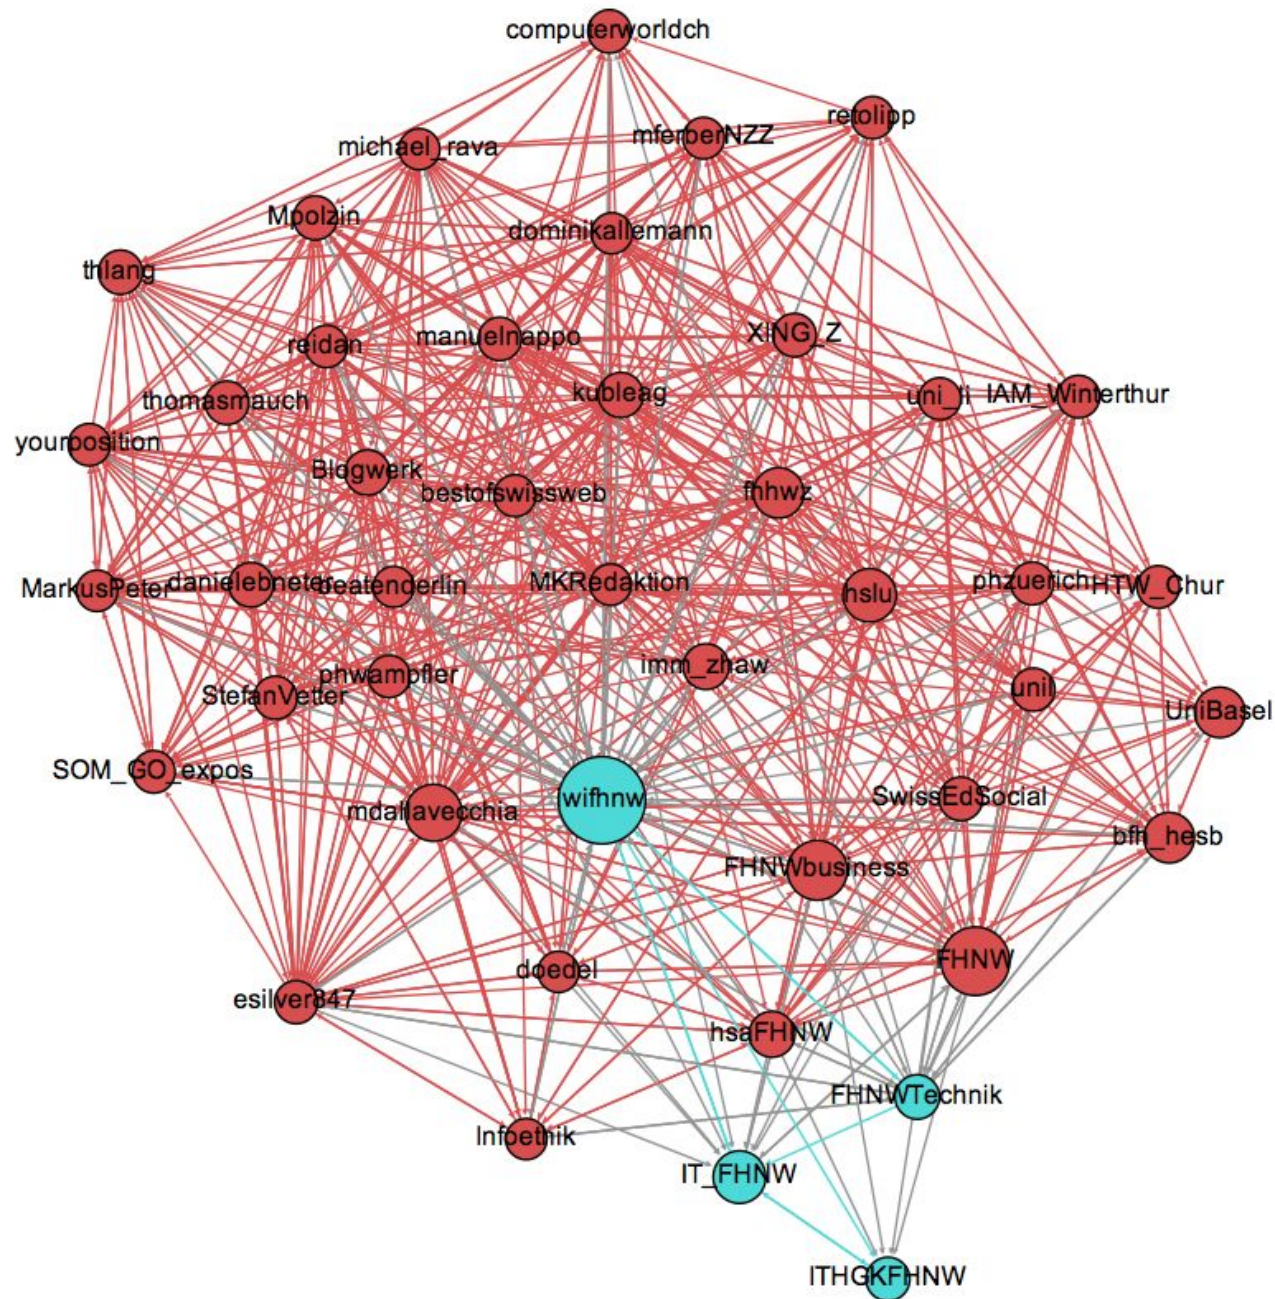 computerworldch
retolipp
mferberNZZ
michael_rava
Mpolzin
dominikallemann
thlang
XING_Z
manuelnappo
reidan
kubleag
uni_li
IAM_Winterthur
thomasmauch
yourposition
Blogwerk
bestofswissweb
fhhwz
MarkusPeter
danielebneter
beatenderlin
MKRedaktion
hslu
phzuerich
HTW_Chur
imm_zhaw
phwampfler
StefanVetter
unil
UniBasel
SOM_GO_expos
mdallavecchia
wifhnw
SwissEdSocial
bfh_hesb
FHNWbusiness
FHNW
doedel
esilver847
hsaFHNW
FHNWTechnik
Infoethik
IT_FHNW
ITHGKFHNW